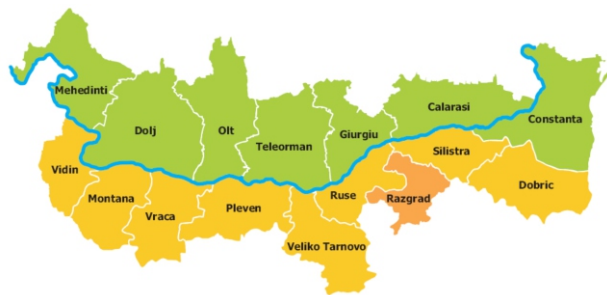 Mehedinti
Dolj
Olt
Teleorman
Giurgiu
Calarasi
Constanta
Vidin
Montana
Vraca
Pleven
Veliko Tarnovo
Ruse
Razgrad
Silistra
Dobric